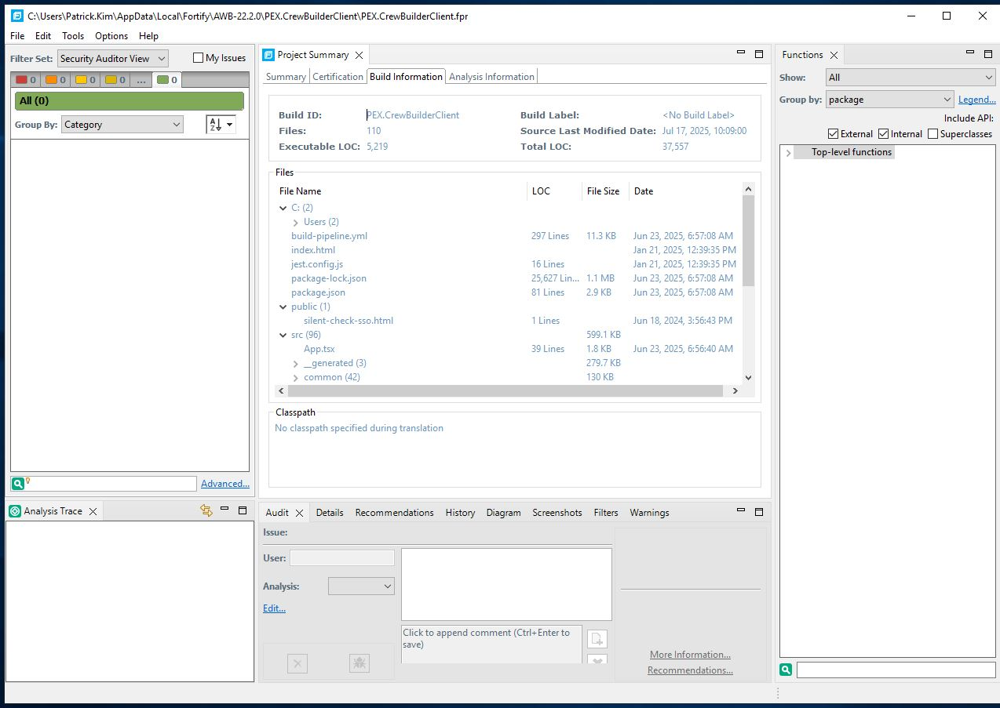 C:\Users\Patrick.Kim\AppData\Local\Fortify\AWB-22.2.0\PEX.CrewBuilderClient\PEX.CrewBuilderClient.fpr
File Edit Tools Options Help
Filter Set: Security Auditor View My Issues
0 0 0 0 ... 0
All (0)
Group By: Category
Advanced...
Analysis Trace
Project Summary
Summary Certification Build Information Analysis Information
Build ID: PEX.CrewBuilderClient Build Label: <No Build Label>
Files: 110 Source Last Modified Date: Jul 17, 2025, 10:09:00
Executable LOC: 5,219 Total LOC: 37,557
Files
File Name LOC File Size Date
C: (2)
Users (2)
build-pipeline.yml 297 Lines 11.3 KB Jun 23, 2025, 6:57:08 AM
index.html Jan 21, 2025, 12:39:35 PM
jest.config.js 16 Lines Jan 21, 2025, 12:39:35 PM
package-lock.json 25,627 Lin... 1.1 MB Jun 23, 2025, 6:57:08 AM
package.json 81 Lines 2.9 KB Jun 23, 2025, 6:57:08 AM
public (1)
silent-check-sso.html 1 Lines Jun 18, 2024, 3:56:43 PM
src (96) 599.1 KB
App.tsx 39 Lines 1.8 KB Jun 23, 2025, 6:56:40 AM
__generated (3) 279.7 KB
common (42) 130 KB
Classpath
No classpath specified during translation
Audit Details Recommendations History Diagram Screenshots Filters Warnings
Issue:
User:
Analysis:
Edit...
Click to append comment (Ctrl+Enter to
save)
More Information...
Recommendations...
Functions
Show: All
Group by: package Legend...
Include API:
External Internal Superclasses
Top-level functions